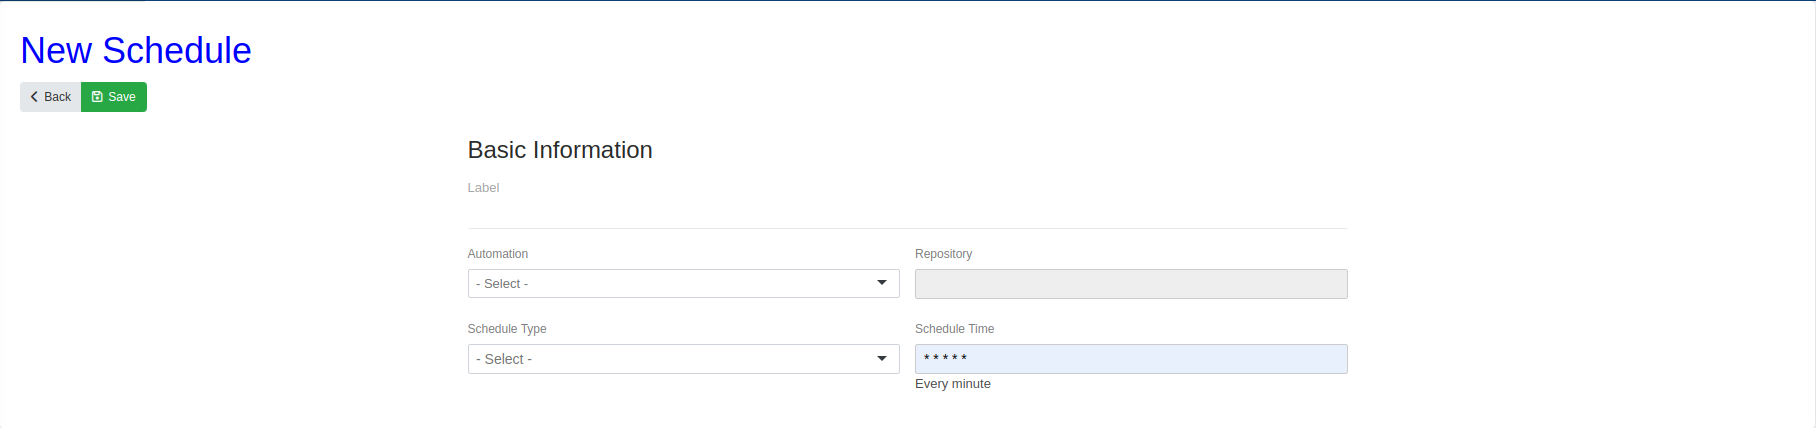 New Schedule
Back Save
Basic Information
Label
Automation Repository
- Select -
Schedule Type Schedule Time
- Select - * * * * *
Every minute